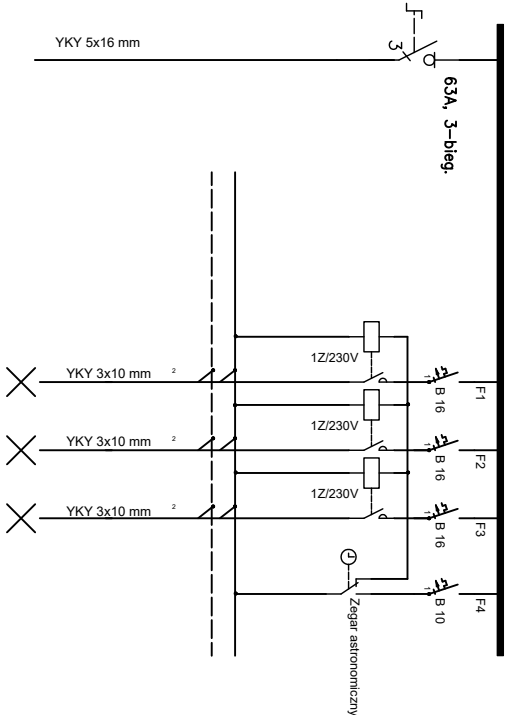 YKY 5x16 mm
3
63A, 3-bieg.
1Z/230V
YKY 3x10 mm 2
B 16
F1
1Z/230V
YKY 3x10 mm 2
B 16
F2
1Z/230V
YKY 3x10 mm 2
B 16
F3
Zegar astronomiczny
B 10
F4